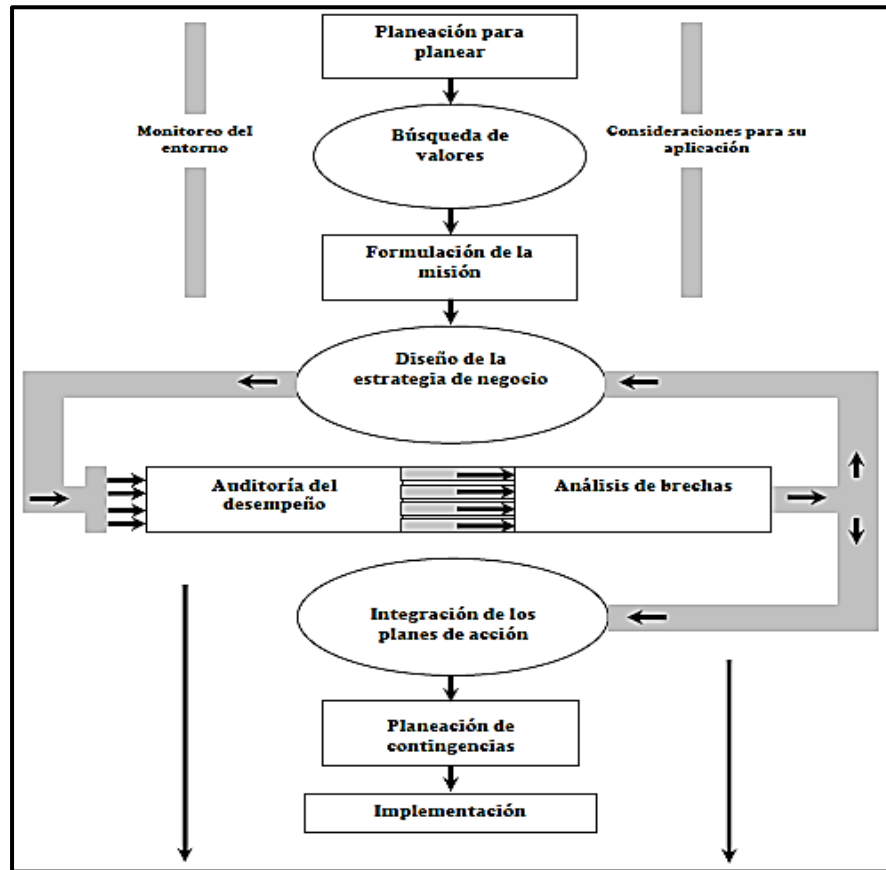 Planeación para
planear
Monitoreo del
entorno
Búsqueda de
valores
Consideraciones para su
aplicación
Formulación de la
misión
Diseño de la
estrategia de negocio
Auditoría del
desempeño
Análisis de brechas
Integración de los
planes de acción
Planeación de
contingencias
Implementación